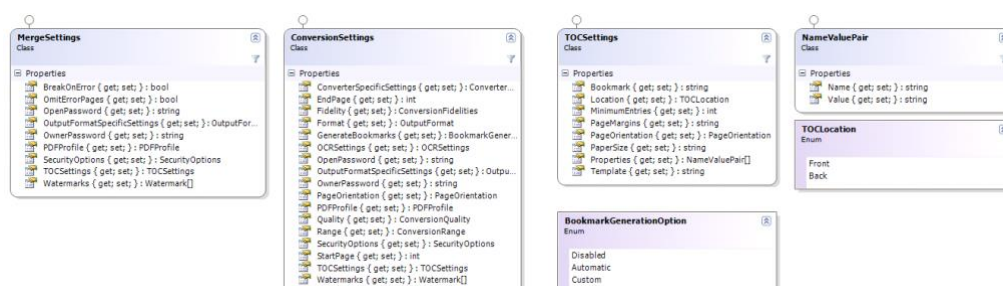 MergeSettings
Class
Properties
BreakOnError { get; set; } : bool
OmitErrorPages { get; set; } : bool
OpenPassword { get; set; } : string
OutputFormatSpecificSettings { get; set; } : OutputFor...
OwnerPassword { get; set; } : string
PDFProfile { get; set; } : PDFProfile
SecurityOptions { get; set; } : SecurityOptions
TOCSettings { get; set; } : TOCSettings
Watermarks { get; set; } : Watermark[]
ConversionSettings
Class
Properties
ConverterSpecificSettings { get; set; } : Converter...
EndPage { get; set; } : int
Fidelity { get; set; } : ConversionFidelities
Format { get; set; } : OutputFormat
GenerateBookmarks { get; set; } : BookmarkGener...
OCRSettings { get; set; } : OCRSettings
OpenPassword { get; set; } : string
OutputFormatSpecificSettings { get; set; } : Outpu...
OwnerPassword { get; set; } : string
PageOrientation { get; set; } : PageOrientation
PDFProfile { get; set; } : PDFProfile
Quality { get; set; } : ConversionQuality
Range { get; set; } : ConversionRange
SecurityOptions { get; set; } : SecurityOptions
StartPage { get; set; } : int
TOCSettings { get; set; } : TOCSettings
Watermarks { get; set; } : Watermark[]
TOCSettings
Class
Properties
Bookmark { get; set; } : string
Location { get; set; } : TOCLocation
MinimumEntries { get; set; } : int
PageMargins { get; set; } : string
PageOrientation { get; set; } : PageOrientation
PaperSize { get; set; } : string
Properties { get; set; } : NameValuePair[]
Template { get; set; } : string
BookmarkGenerationOption
Enum
Disabled
Automatic
Custom
NameValuePair
Class
Properties
Name { get; set; } : string
Value { get; set; } : string
TOCLocation
Enum
Front
Back